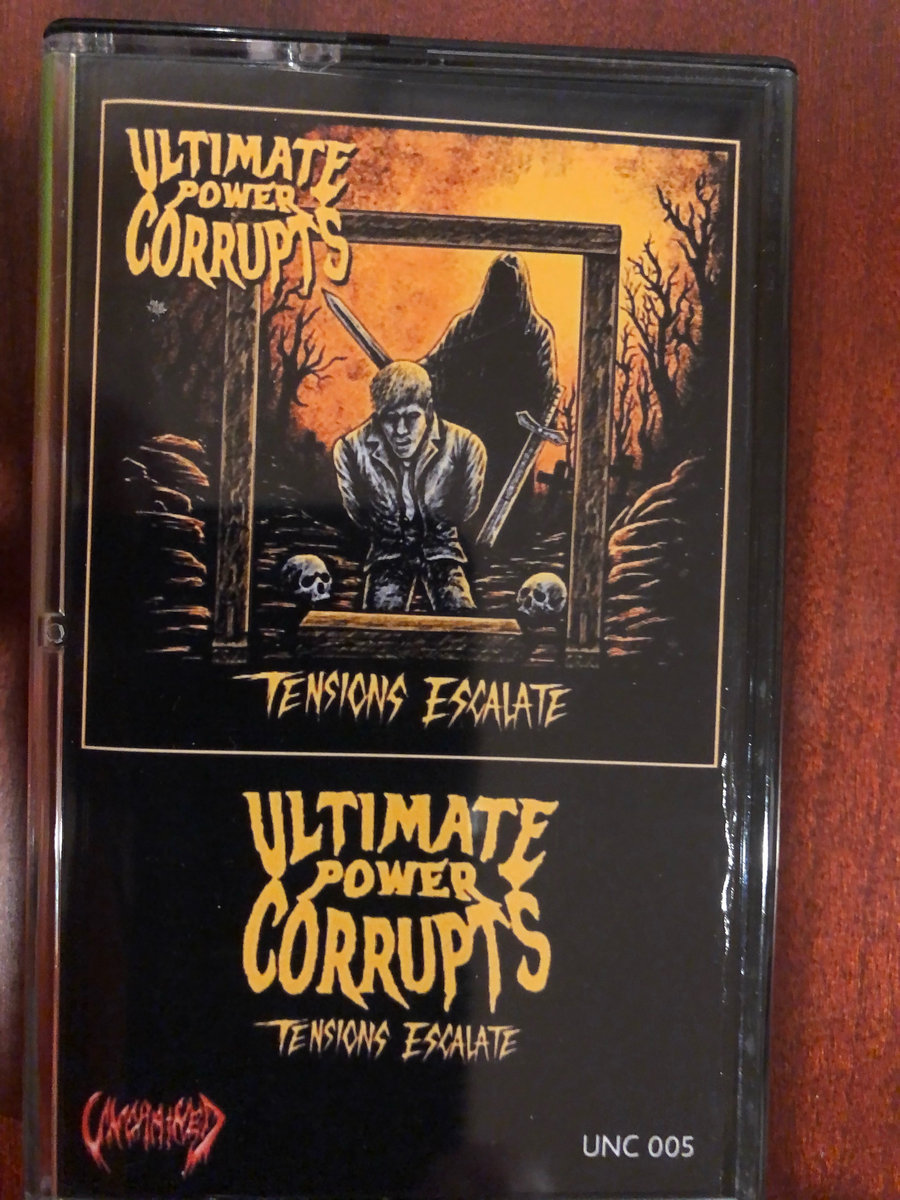 ULTIMATE
POWER
CORRUPTS
TENSIONS ESCALATE
ULTIMATE
POWER
CORRUPTS
TENSIONS ESCALATE
UNC 005